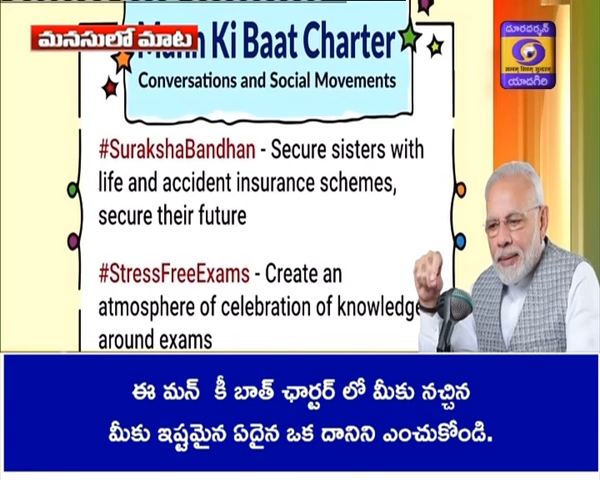 మనసులో మాట
Mann Ki Baat Charter
Conversations and Social Movements
దూరదర్శన్
యాదగిరి
#SurakshaBandhan - Secure sisters with
life and accident insurance schemes,
secure their future
#StressFreeExams - Create an
atmosphere of celebration of knowledge
around exams
ఈ మన్ కీ బాత్ ఛార్టర్ లో మీకు నచ్చిన
మీకు ఇష్టమైన ఏదైన ఒక దానిని ఎంచుకోండి.